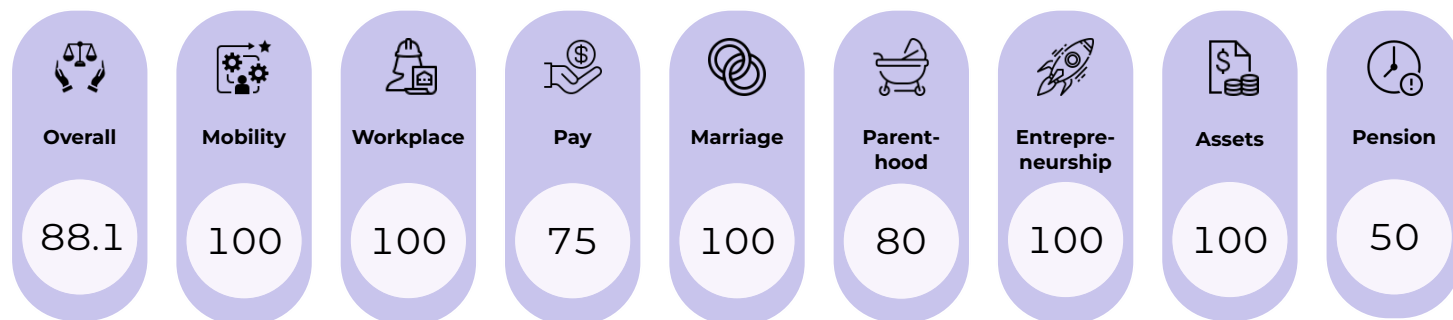 Overall
88.1
Mobility
100
Workplace
100
$
Pay
75
Marriage
100
Parent-
hood
80
Entrepre-
neurship
100
$
Assets
100
Pension
50